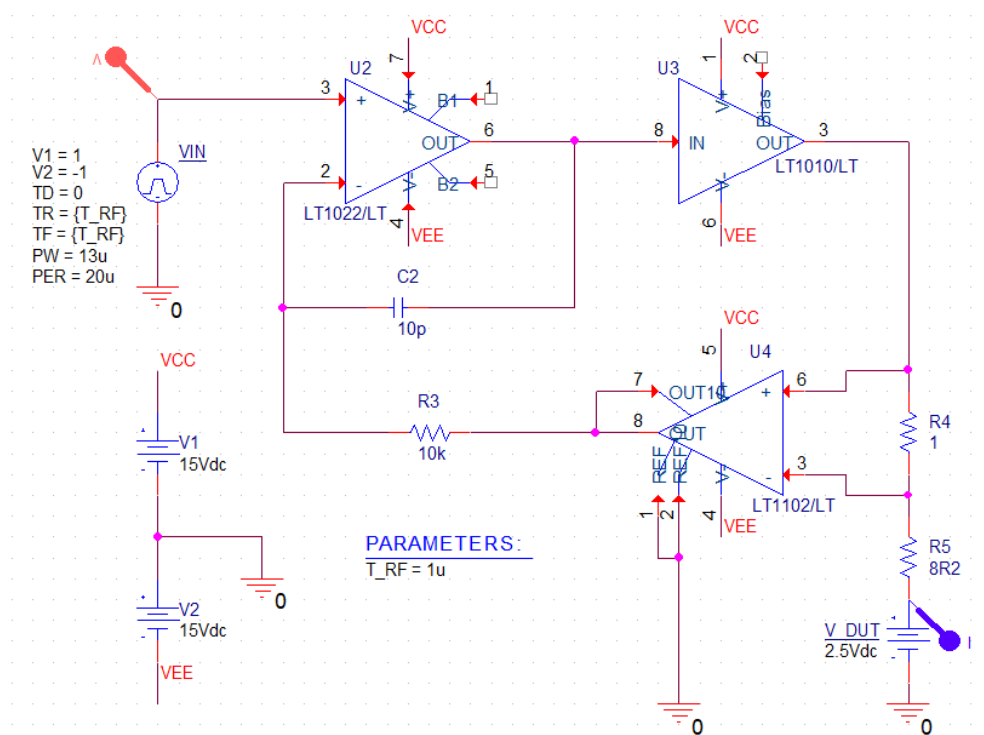 VCC
VCC
A
U2
7
U3
1
2
3
+
V+
B1
1
V+
Bias
OUT
6
8
IN
OUT
3
LT1010/LT
V1 = 1
V2 = -1
TD = 0
TR = {T_RF}
TF = {T_RF}
PW = 13u
PER = 20u
VIN
2
-
V-
B2
5
V-
LT1022/LT
4
VEE
6
VEE
C2
10p
0
VCC
U4
5
VCC
7
OUT10
V+
+
6
R3
10k
8
OUT
R4
1
V1
15Vdc
REF
REF
V-
-
3
LT1102/LT
1
2
4
VEE
PARAMETERS:
T_RF = 1u
R5
8R2
0
V2
15Vdc
V_DUT
2.5Vdc
I
VEE
0
0